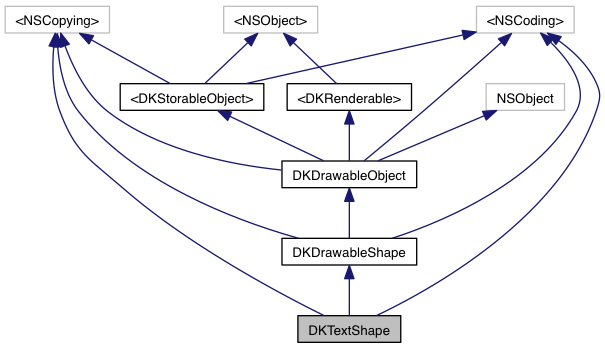 <NSCopying>
<NSObject>
<NSCoding>
<DKStorableObject>
<DKRenderable>
NSObject
DKDrawableObject
DKDrawableShape
DKTextShape